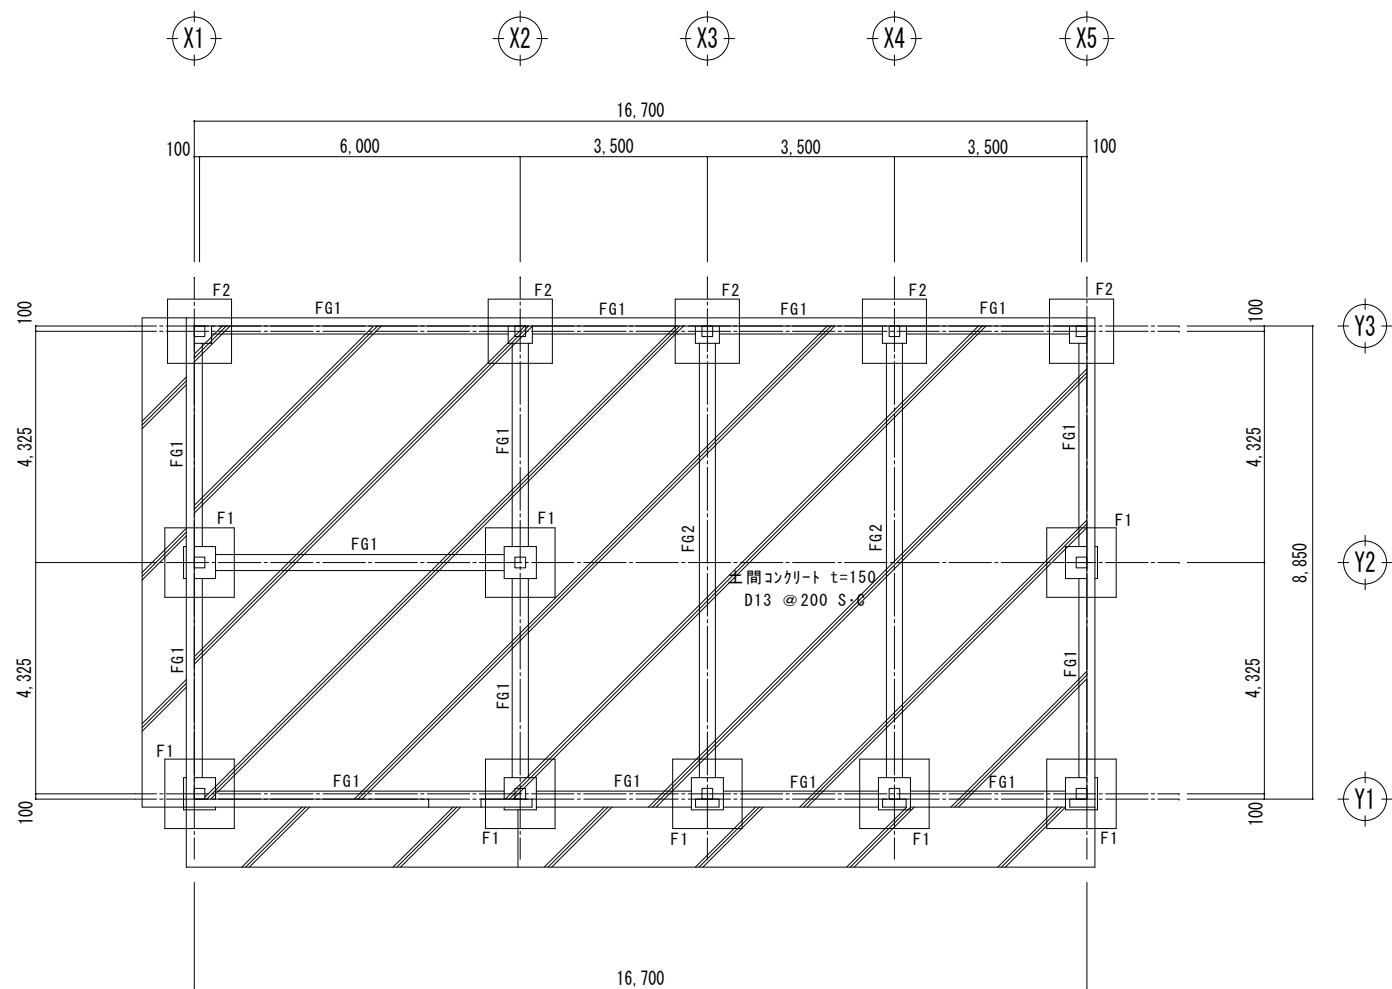 X1 X2 X3 X4 X5
16,700
100 6,000 3,500 3,500 3,500 100
F2 F2 F2 F2 F2
100 FG1 FG1 FG1 FG1 100
Y3
4,325 FG1 FG1 FG1 4,325
F1 F1 F1
FG1 FG2 FG2
Y2
8,850
土間コンクリート t=150
D13 @200 S・C
4,325 FG1 FG1 FG1 4,325
F1
FG1 FG1 FG1 FG1
100 Y1 100
F1 F1 F1 F1
16,700